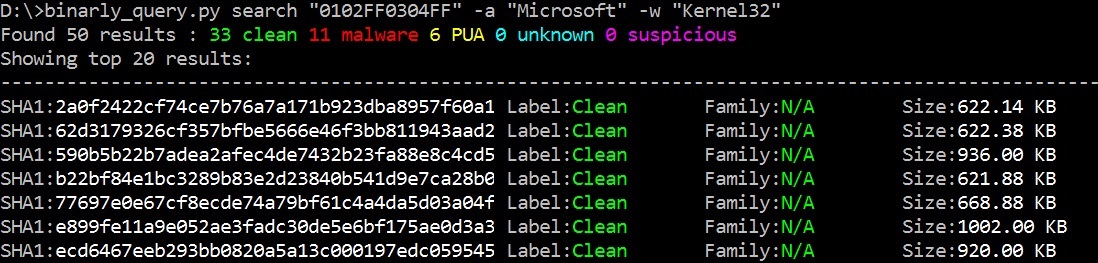 D:\>binarly_query.py search "0102FF0304FF" -a "Microsoft" -w "Kernel32"
Found 50 results : 33 clean 11 malware 6 PUA 0 unknown 0 suspicious
Showing top 20 results:
--------------------------------------------------------------------------------------------------------------
SHA1:2a0f2422cf74ce7b76a7a171b923dba8957f60a1 Label:Clean Family:N/A Size:622.14 KB
SHA1:62d3179326cf357bfbe5666e46f3bb811943aad2 Label:Clean Family:N/A Size:622.38 KB
SHA1:590b5b22b7adea2afec4de7432b23fa88e8c4cd5 Label:Clean Family:N/A Size:936.00 KB
SHA1:b22bf84e1bc3289b83e2d23840b541d9e7ca28b0 Label:Clean Family:N/A Size:621.88 KB
SHA1:77697e0e67cf8ecde74a79bf61c4a4da5d03a04f Label:Clean Family:N/A Size:668.88 KB
SHA1:e899fe11a9e052ae3fadc30de5e6bf175ae0d3a3 Label:Clean Family:N/A Size:1002.00 KB
SHA1:ecd6467eeb293bb0820a5a13c000197edc059545 Label:Clean Family:N/A Size:920.00 KB